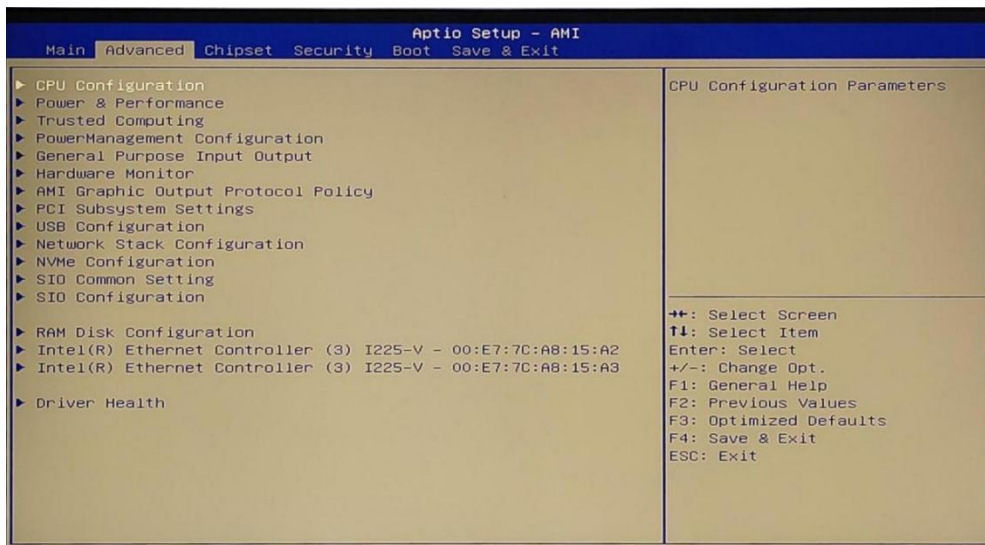 Aptio Setup - AMI
Main Advanced Chipset Security Boot Save & Exit
▶ CPU Configuration
▶ Power & Performance
▶ Trusted Computing
▶ PowerManagement Configuration
▶ General Purpose Input Output
▶ Hardware Monitor
▶ AMI Graphic Output Protocol Policy
▶ PCI Subsystem Settings
▶ USB Configuration
▶ Network Stack Configuration
▶ NVMe Configuration
▶ SIO Common Setting
▶ SIO Configuration
▶ RAM Disk Configuration
▶ Intel(R) Ethernet Controller (3) I225-V - 00:E7:7C:A8:15:A2
▶ Intel(R) Ethernet Controller (3) I225-V - 00:E7:7C:A8:15:A3
▶ Driver Health
CPU Configuration Parameters
→←: Select Screen
↑↓: Select Item
Enter: Select
+/-: Change Opt.
F1: General Help
F2: Previous Values
F3: Optimized Defaults
F4: Save & Exit
ESC: Exit